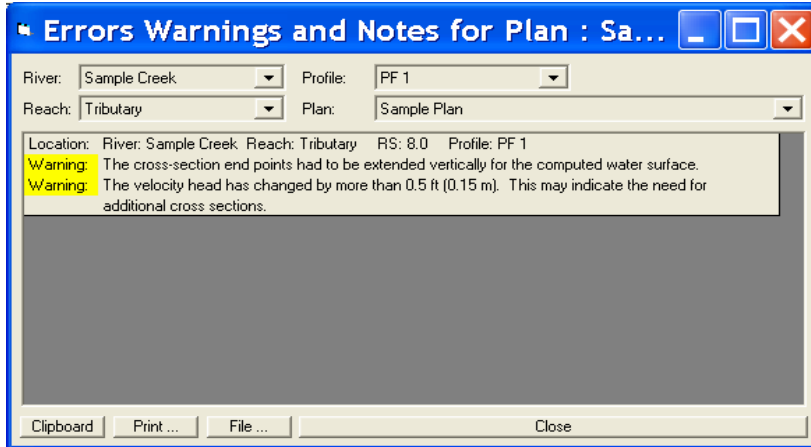 Errors Warnings and Notes for Plan : Sa...
River: Sample Creek Profile: PF 1
Reach: Tributary Plan: Sample Plan
Location: River: Sample Creek Reach: Tributary RS: 8.0 Profile: PF 1
Warning: The cross-section end points had to be extended vertically for the computed water surface.
Warning: The velocity head has changed by more than 0.5 ft (0.15 m). This may indicate the need for
additional cross sections.
Clipboard Print ... File ... Close